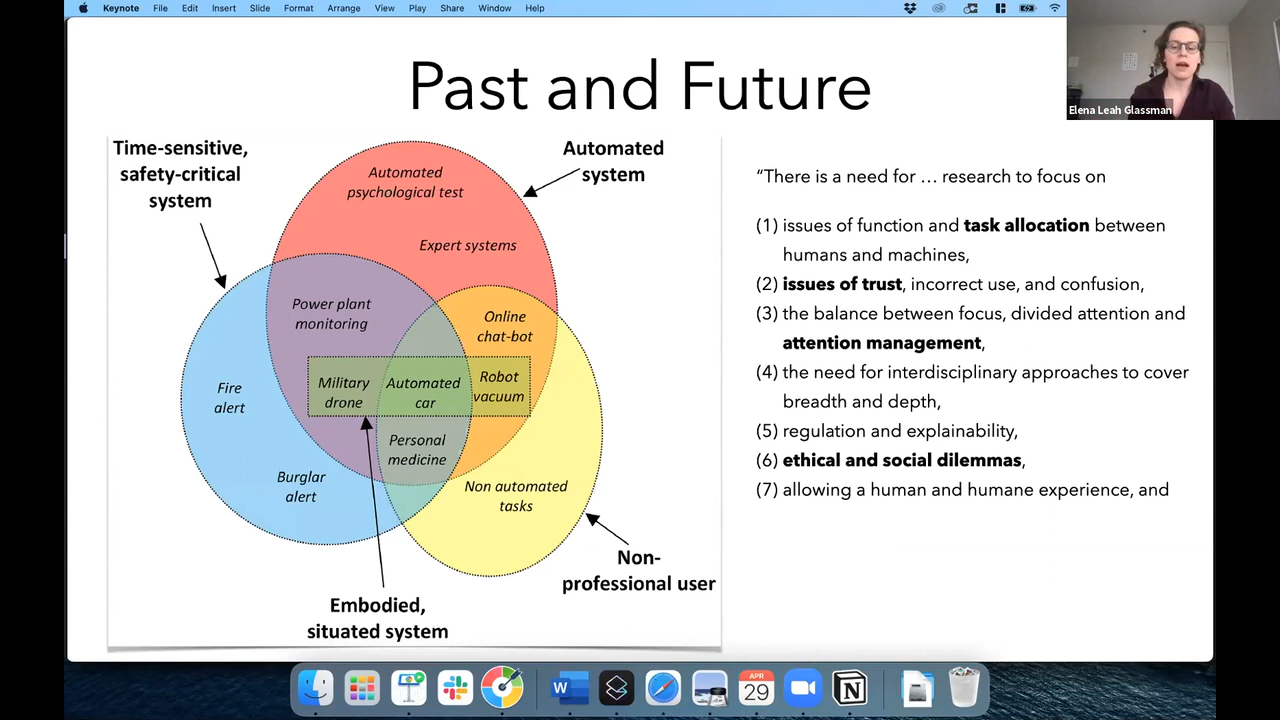 Keynote File Edit Insert Slide Format Arrange View Play Share Window Help
Elena Leah Glassman
Past and Future
Time-sensitive,
safety-critical
system
Automated
system
Automated
psychological test
Expert systems
Power plant
monitoring
Online
chat-bot
Fire
alert
Military
drone
Automated
car
Robot
vacuum
Personal
medicine
Burglar
alert
Non automated
tasks
Non-
professional user
Embodied,
situated system
“There is a need for … research to focus on
(1) issues of function and task allocation between
humans and machines,
(2) issues of trust, incorrect use, and confusion,
(3) the balance between focus, divided attention and
attention management,
(4) the need for interdisciplinary approaches to cover
breadth and depth,
(5) regulation and explainability,
(6) ethical and social dilemmas,
(7) allowing a human and humane experience, and
W
APR
29
N